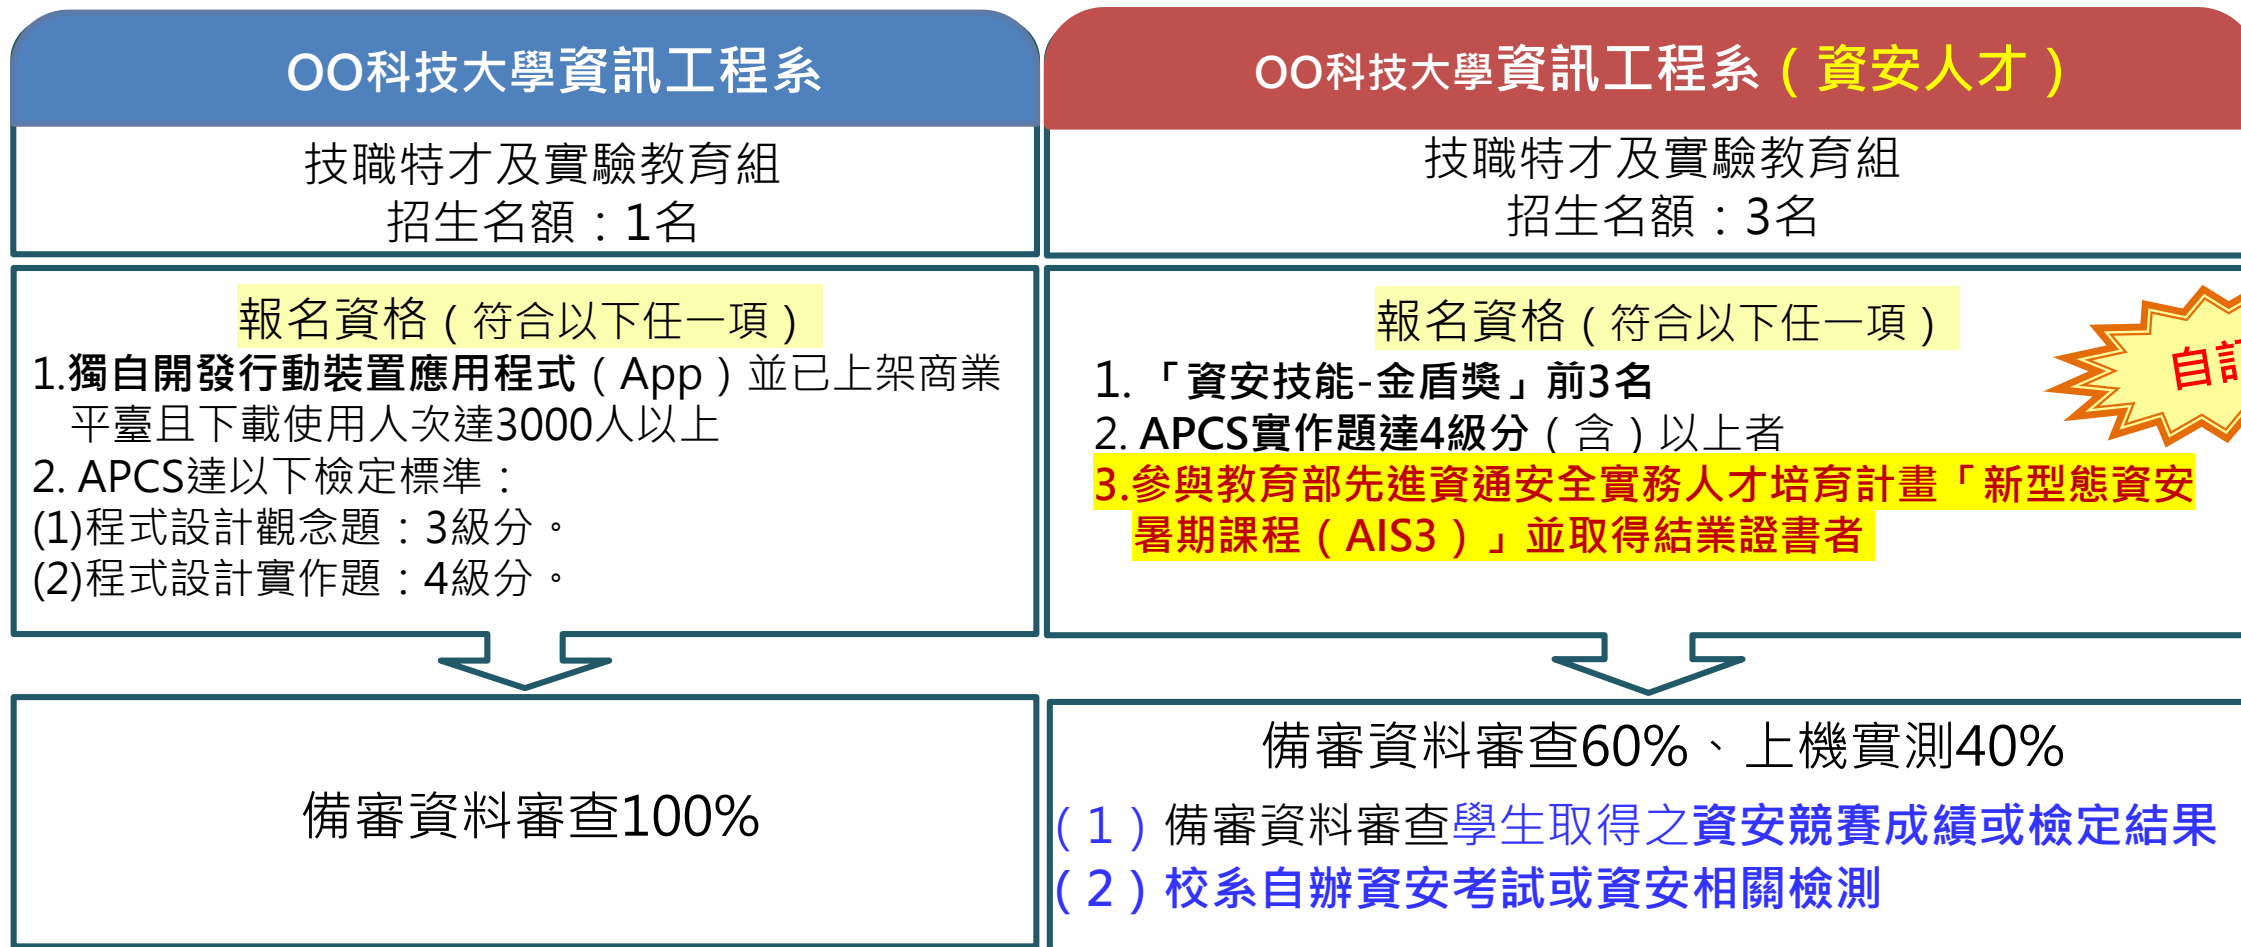 OO科技大學資訊工程系
技職特才及實驗教育組
招生名額：1名
報名資格（符合以下任一項）
1.獨自開發行動裝置應用程式（App）並已上架商業
平臺且下載使用人次達3000人以上
2. APCS達以下檢定標準：
(1)程式設計觀念題：3級分。
(2)程式設計實作題：4級分。
備審資料審查100%
OO科技大學資訊工程系（資安人才）
技職特才及實驗教育組
招生名額：3名
報名資格（符合以下任一項）
自訂
1. 「資安技能-金盾獎」前3名
2. APCS實作題達4級分（含）以上者
3.參與教育部先進資通安全實務人才培育計畫「新型態資安
暑期課程（AIS3）」並取得結業證書者
備審資料審查60%、上機實測40%
（1）備審資料審查學生取得之資安競賽成績或檢定結果
（2）校系自辦資安考試或資安相關檢測